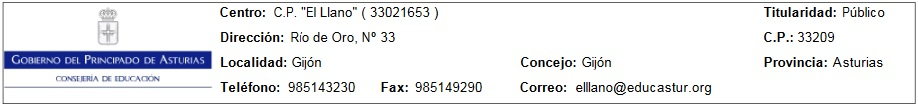 Centro: C.P. "El Llano" ( 33021653 ) Titularidad: Público
Dirección: Río de Oro, Nº 33 C.P.: 33209
GOBIERNO DEL PRINCIPADO DE ASTURIAS
Localidad: Gijón Concejo: Gijón Provincia: Asturias
CONSEJERÍA DE EDUCACIÓN
Teléfono: 985143230 Fax: 985149290 Correo: elllano@educastur.org